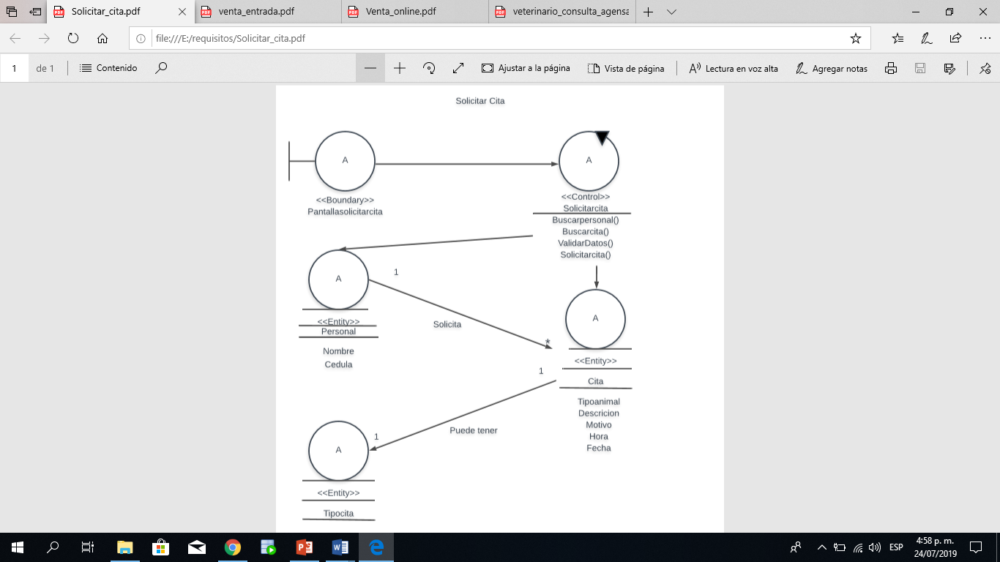 Solicitar_cita.pdf
venta_entrada.pdf
Venta_online.pdf
veterinario_consulta_agensa
file:///E:/requisitos/Solicitar_cita.pdf
1 de 1
Contenido
Ajustar a la página
Vista de página
Lectura en voz alta
Agregar notas
Solicitar Cita
A
<<Boundary>>
Pantallasolicitarcita
A
<<Control>>
Solicitarcita
Buscarpersonal()
Buscarcita()
ValidarDatos()
Solicitarcita()
A
<<Entity>>
Personal
Nombre
Cedula
1
Solicita
*
A
<<Entity>>
Cita
Tipoanimal
Descricion
Motivo
Hora
Fecha
1
Puede tener
1
A
<<Entity>>
Tipocita
ESP
4:58 p. m.
24/07/2019